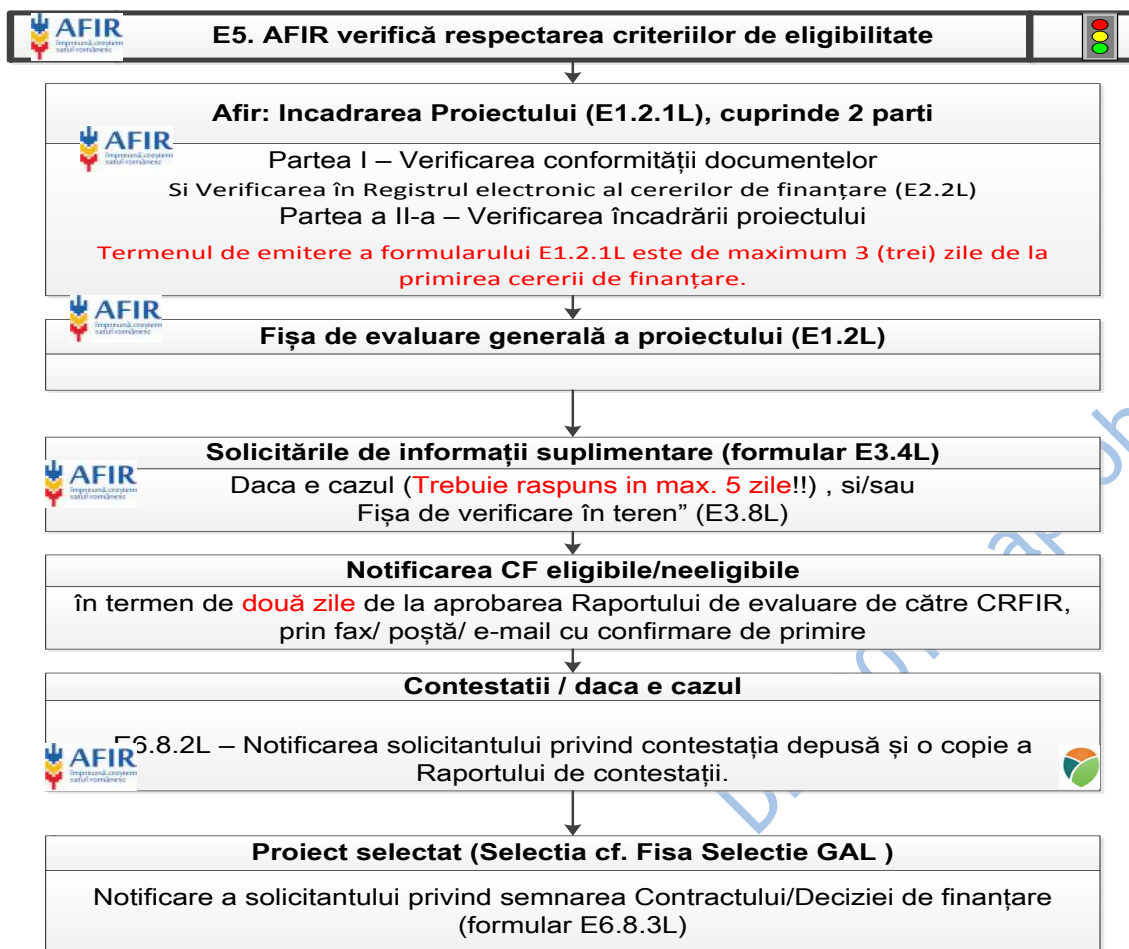 AFIR
împreună creștem
satul românesc
E5. AFIR verifică respectarea criteriilor de eligibilitate
Afir: Incadrarea Proiectului (E1.2.1L), cuprinde 2 parti
AFIR
împreună creștem
satul românesc
Partea I – Verificarea conformității documentelor
Si Verificarea în Registrul electronic al cererilor de finanțare (E2.2L)
Partea a II-a – Verificarea încadrării proiectului
Termenul de emitere a formularului E1.2.1L este de maximum 3 (trei) zile de la
primirea cererii de finanțare.
AFIR
împreună creștem
satul românesc
Fișa de evaluare generală a proiectului (E1.2L)
Solicitările de informații suplimentare (formular E3.4L)
AFIR
împreună creștem
satul românesc
Daca e cazul (Trebuie raspuns in max. 5 zile!!) , si/sau
Fișa de verificare în teren” (E3.8L)
Notificarea CF eligibile/neeligibile
în termen de două zile de la aprobarea Raportului de evaluare de către CRFIR,
prin fax/ poștă/ e-mail cu confirmare de primire
Contestatii / daca e cazul
E6.8.2L – Notificarea solicitantului privind contestația depusă și o copie a
Raportului de contestații.
AFIR
împreună creștem
satul românesc
Proiect selectat (Selectia cf. Fisa Selectie GAL )
Notificare a solicitantului privind semnarea Contractului/Deciziei de finanțare
(formular E6.8.3L)